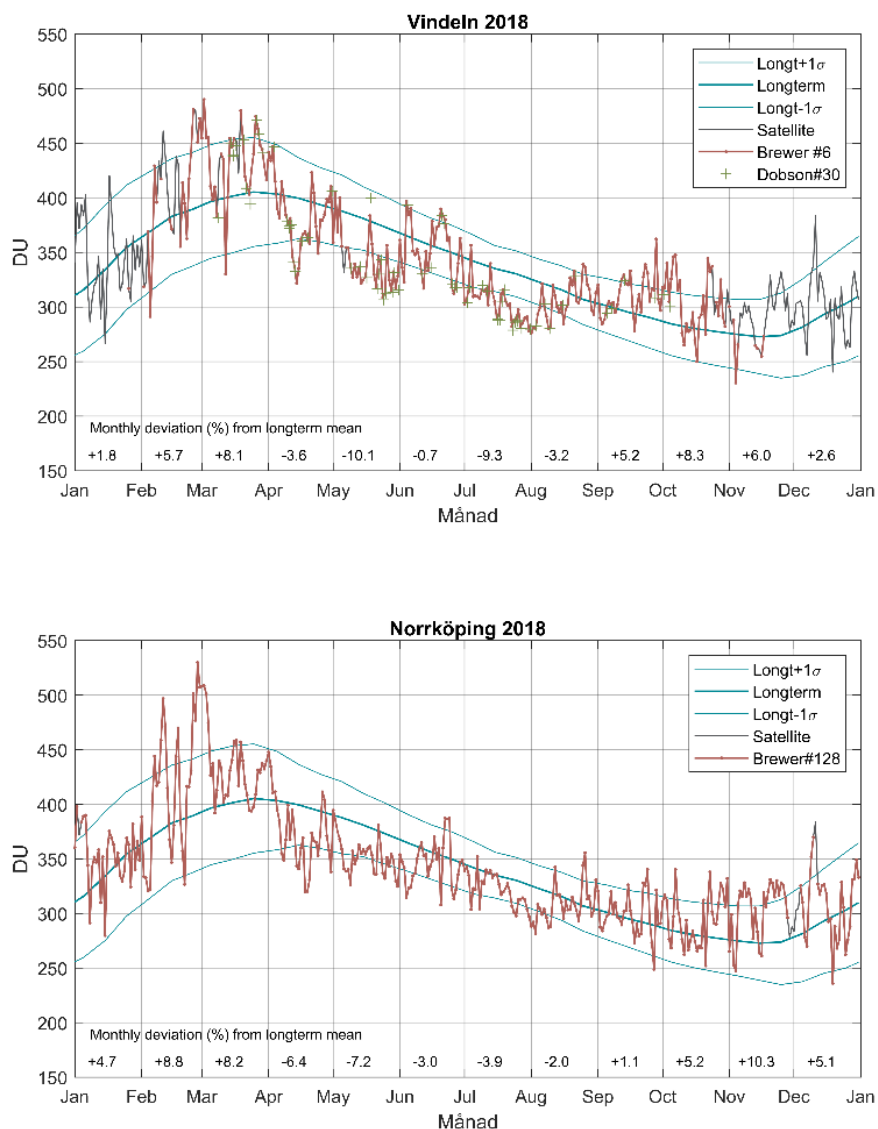 Vindeln 2018
550
500
450
400
350
300
250
200
150
DU
Longt+1σ
Longterm
Longt-1σ
Satellite
Brewer #6
Dobson#30
Monthly deviation (%) from longterm mean
+1.8 +5.7 +8.1 -3.6 -10.1 -0.7 -9.3 -3.2 +5.2 +8.3 +6.0 +2.6
Jan Feb Mar Apr May Jun Jul Aug Sep Oct Nov Dec Jan
Månad
Norrköping 2018
550
500
450
400
350
300
250
200
150
DU
Longt+1σ
Longterm
Longt-1σ
Satellite
Brewer#128
Monthly deviation (%) from longterm mean
+4.7 +8.8 +8.2 -6.4 -7.2 -3.0 -3.9 -2.0 +1.1 +5.2 +10.3 +5.1
Jan Feb Mar Apr May Jun Jul Aug Sep Oct Nov Dec Jan
Månad